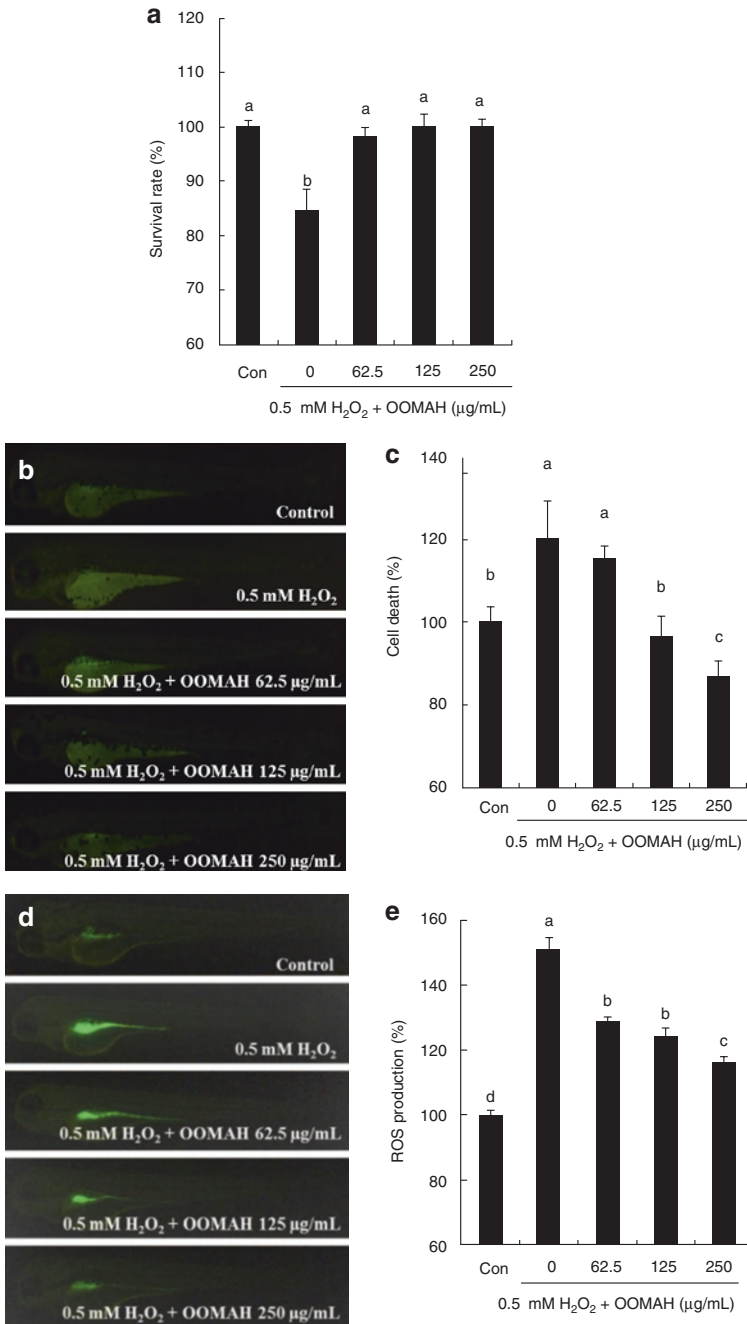 a
Survival rate (%)
120
110
100
90
80
70
60
a
b
a
a
a
Con
0
62.5
125
250
0.5 mM H₂O₂ + OOMAH (μg/mL)
b
Control
0.5 mM H₂O₂
0.5 mM H₂O₂ + OOMAH 62.5 μg/mL
0.5 mM H₂O₂ + OOMAH 125 μg/mL
0.5 mM H₂O₂ + OOMAH 250 μg/mL
c
Cell death (%)
140
120
100
80
60
b
a
a
b
c
Con
0
62.5
125
250
0.5 mM H₂O₂ + OOMAH (μg/mL)
d
Control
0.5 mM H₂O₂
0.5 mM H₂O₂ + OOMAH 62.5 μg/mL
0.5 mM H₂O₂ + OOMAH 125 μg/mL
0.5 mM H₂O₂ + OOMAH 250 μg/mL
e
ROS production (%)
160
140
120
100
80
60
d
a
b
b
c
Con
0
62.5
125
250
0.5 mM H₂O₂ + OOMAH (μg/mL)